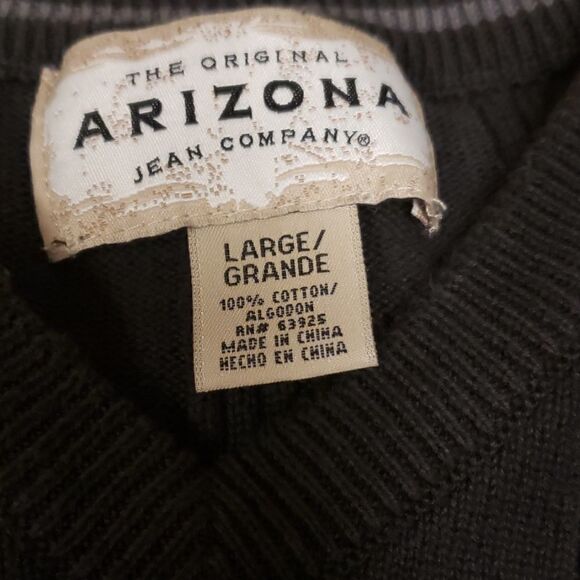 THE ORIGINAL
ARIZONA
JEAN COMPANY®
LARGE/
GRANDE
100% COTTON/
ALGODON
RN# 63925
MADE IN CHINA
HECHO EN CHINA